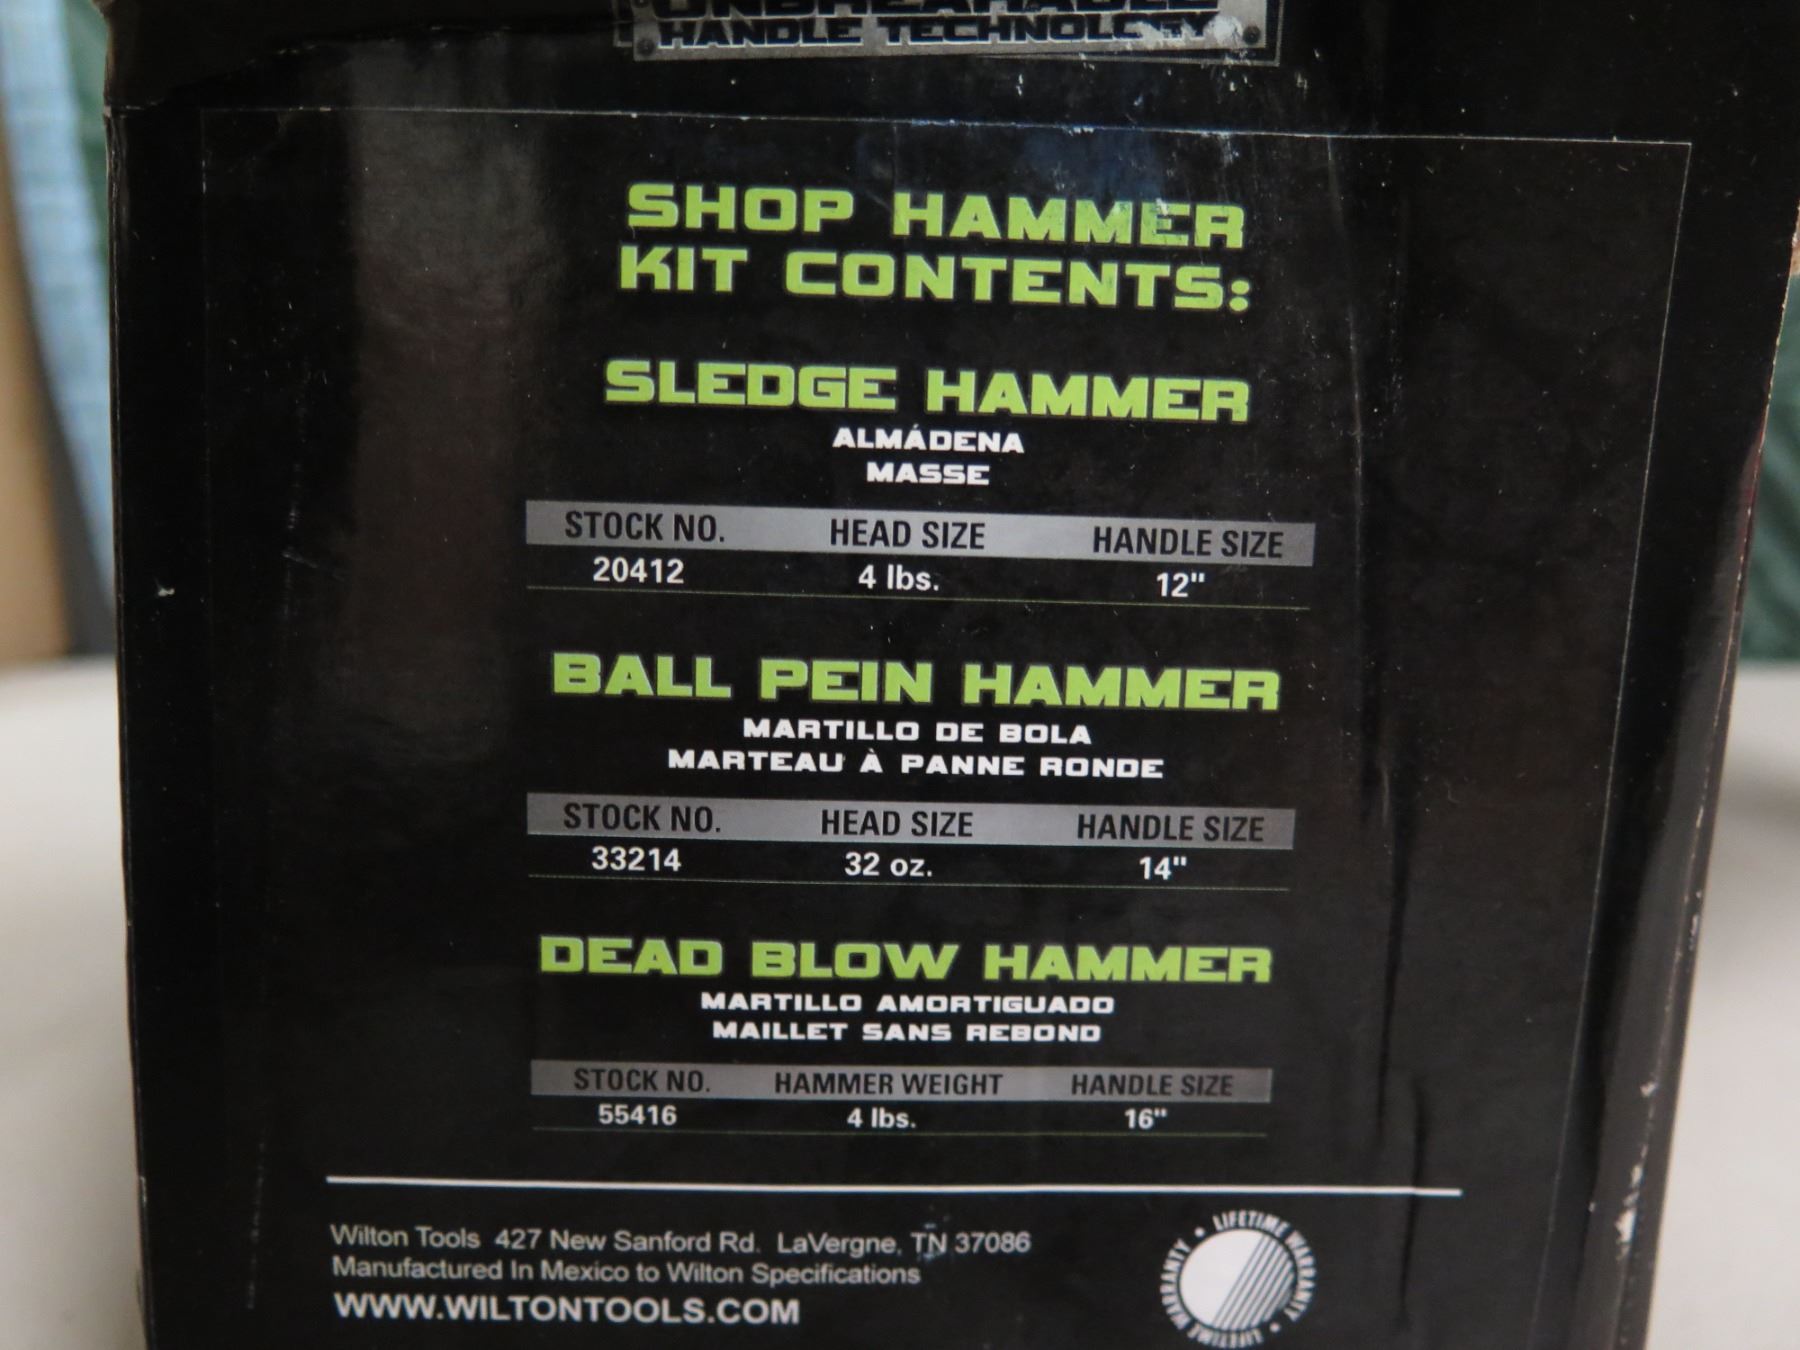 UNBREAKABLE
HANDLE TECHNOLOGY
SHOP HAMMER
KIT CONTENTS:
SLEDGE HAMMER
ALMÁDENA
MASSE
STOCK NO. HEAD SIZE HANDLE SIZE
20412 4 lbs. 12"
BALL PEIN HAMMER
MARTILLO DE BOLA
MARTEAU À PANNE RONDE
STOCK NO. HEAD SIZE HANDLE SIZE
33214 32 oz. 14"
DEAD BLOW HAMMER
MARTILLO AMORTIGUADO
MAILLET SANS REBOND
STOCK NO. HAMMER WEIGHT HANDLE SIZE
55416 4 lbs. 16"
Wilton Tools 427 New Sanford Rd. LaVergne, TN 37086
Manufactured In Mexico to Wilton Specifications
WWW.WILTONTOOLS.COM
LIFETIME WARRANTY • LIFETIME WARRANTY •